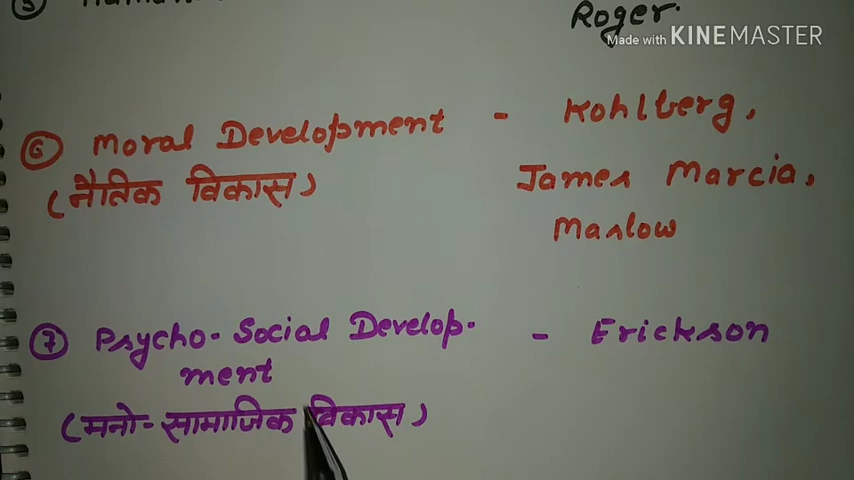 Roger.
Made with KINEMASTER
⑥ Moral Development - Kohlberg,
(नैतिक विकास) James Marcia,
Maslow
⑦ Psycho-Social Develop- - Erickson
ment
(मनो-सामाजिक विकास)